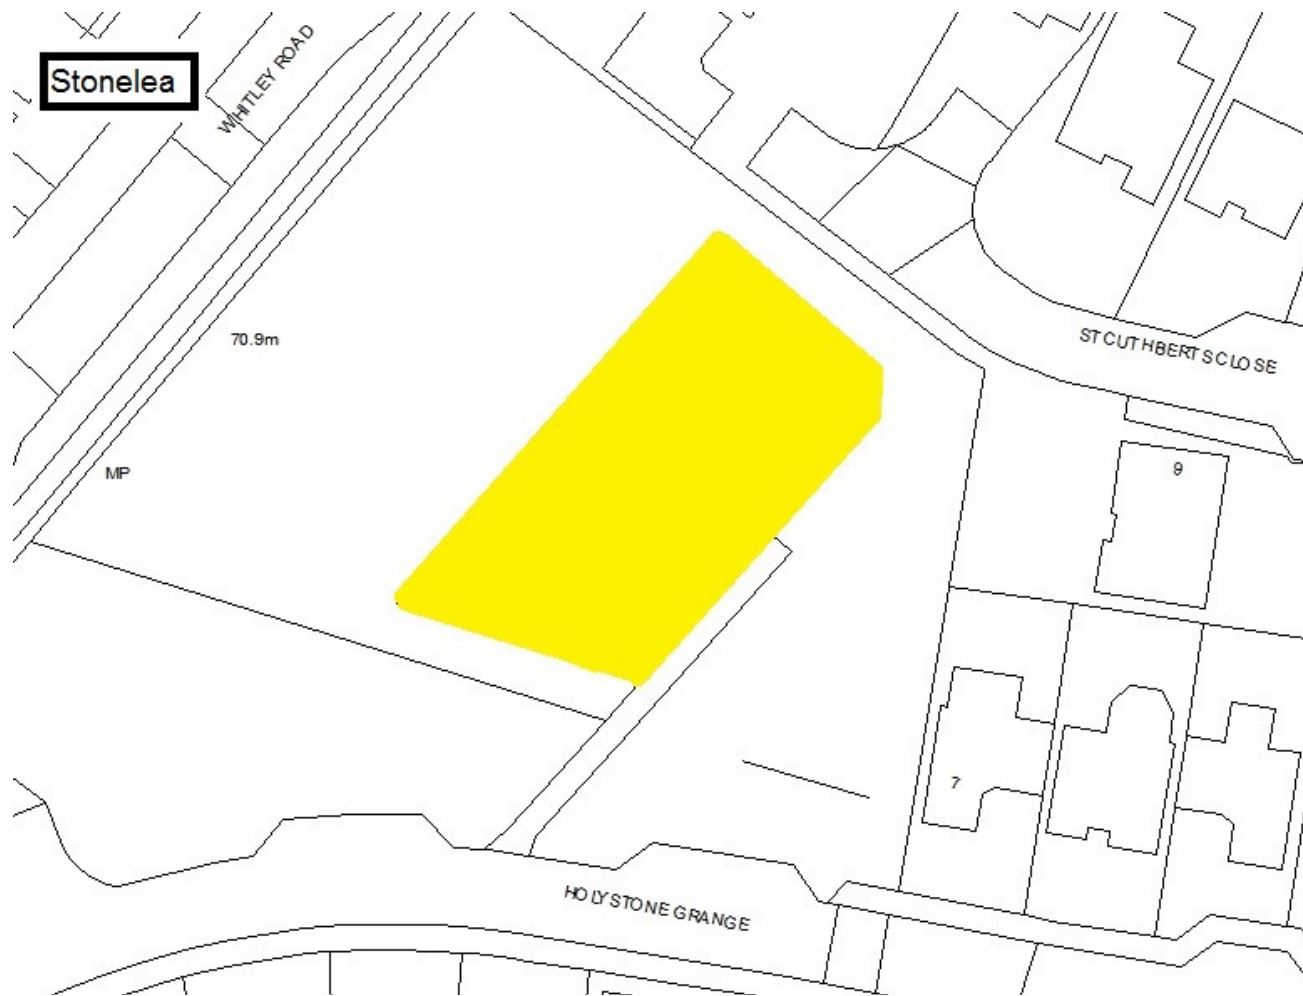 Stonelea
WHITLEY ROAD
70.9m
ST CUTHBERTS CLOSE
MP
9
7
HOLYSTONE GRANGE